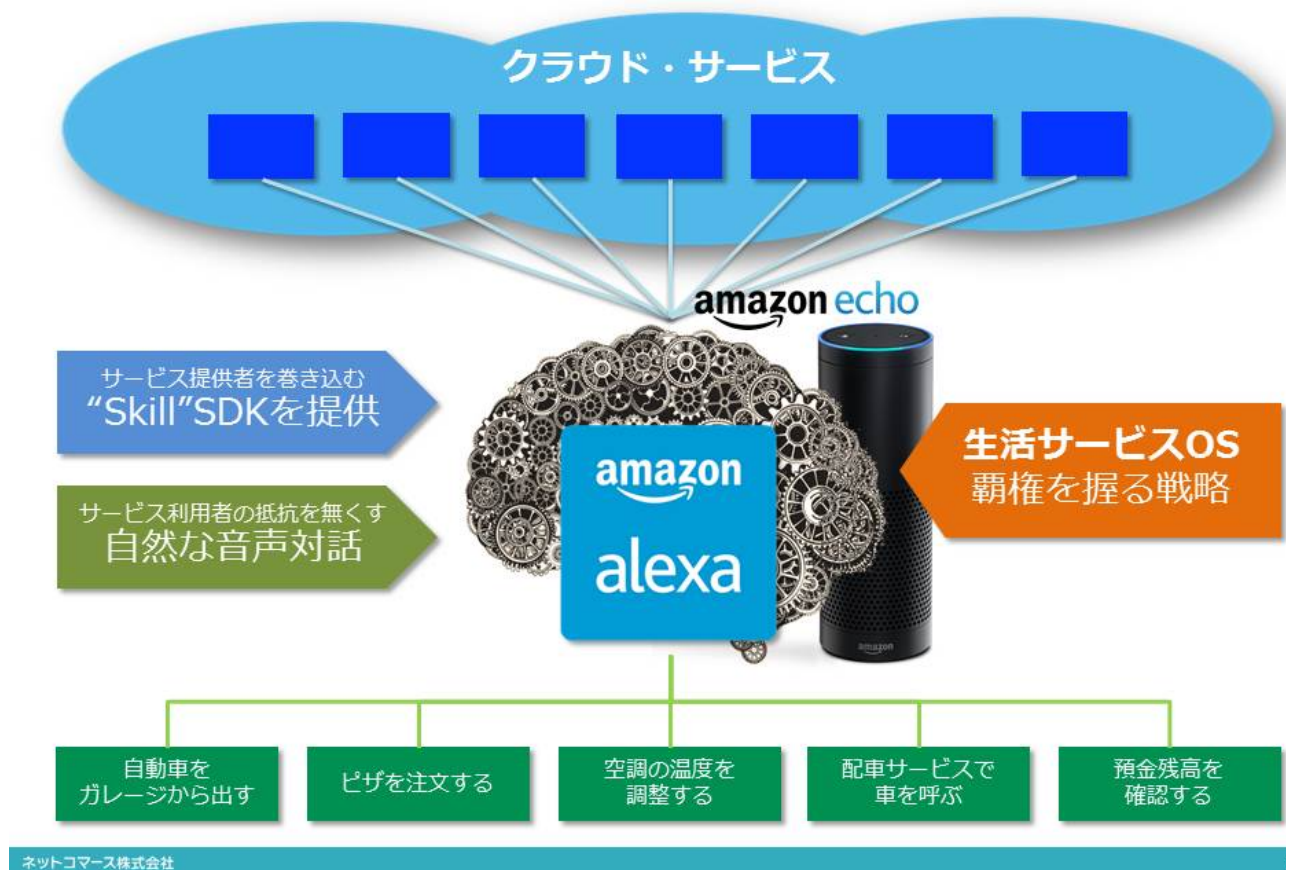 クラウド・サービス
amazon echo
サービス提供者を巻き込む
“Skill”SDKを提供
サービス利用者の抵抗を無くす
自然な音声対話
amazon
alexa
amazon
生活サービスOS
覇権を握る戦略
自動車を
ガレージから出す
ピザを注文する
空調の温度を
調整する
配車サービスで
車を呼ぶ
預金残高を
確認する
ネットコマース株式会社